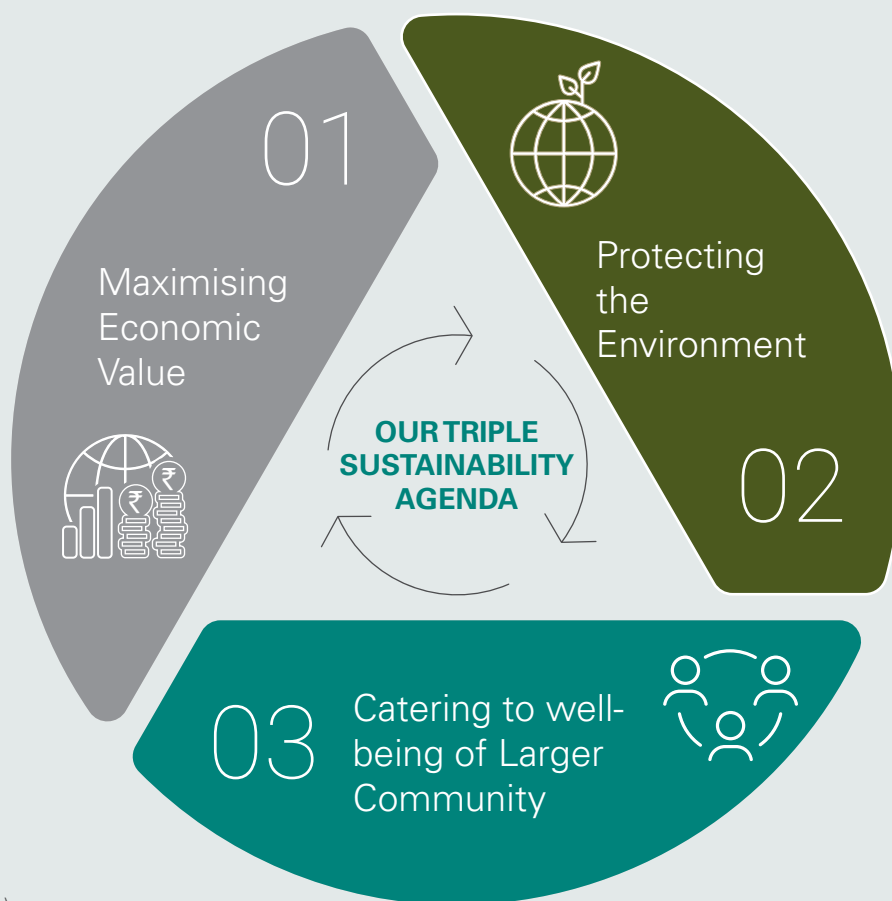 01
Maximising
Economic
Value
₹
₹
Protecting
the
Environment
02
OUR TRIPLE
SUSTAINABILITY
AGENDA
03
Catering to well-
being of Larger
Community